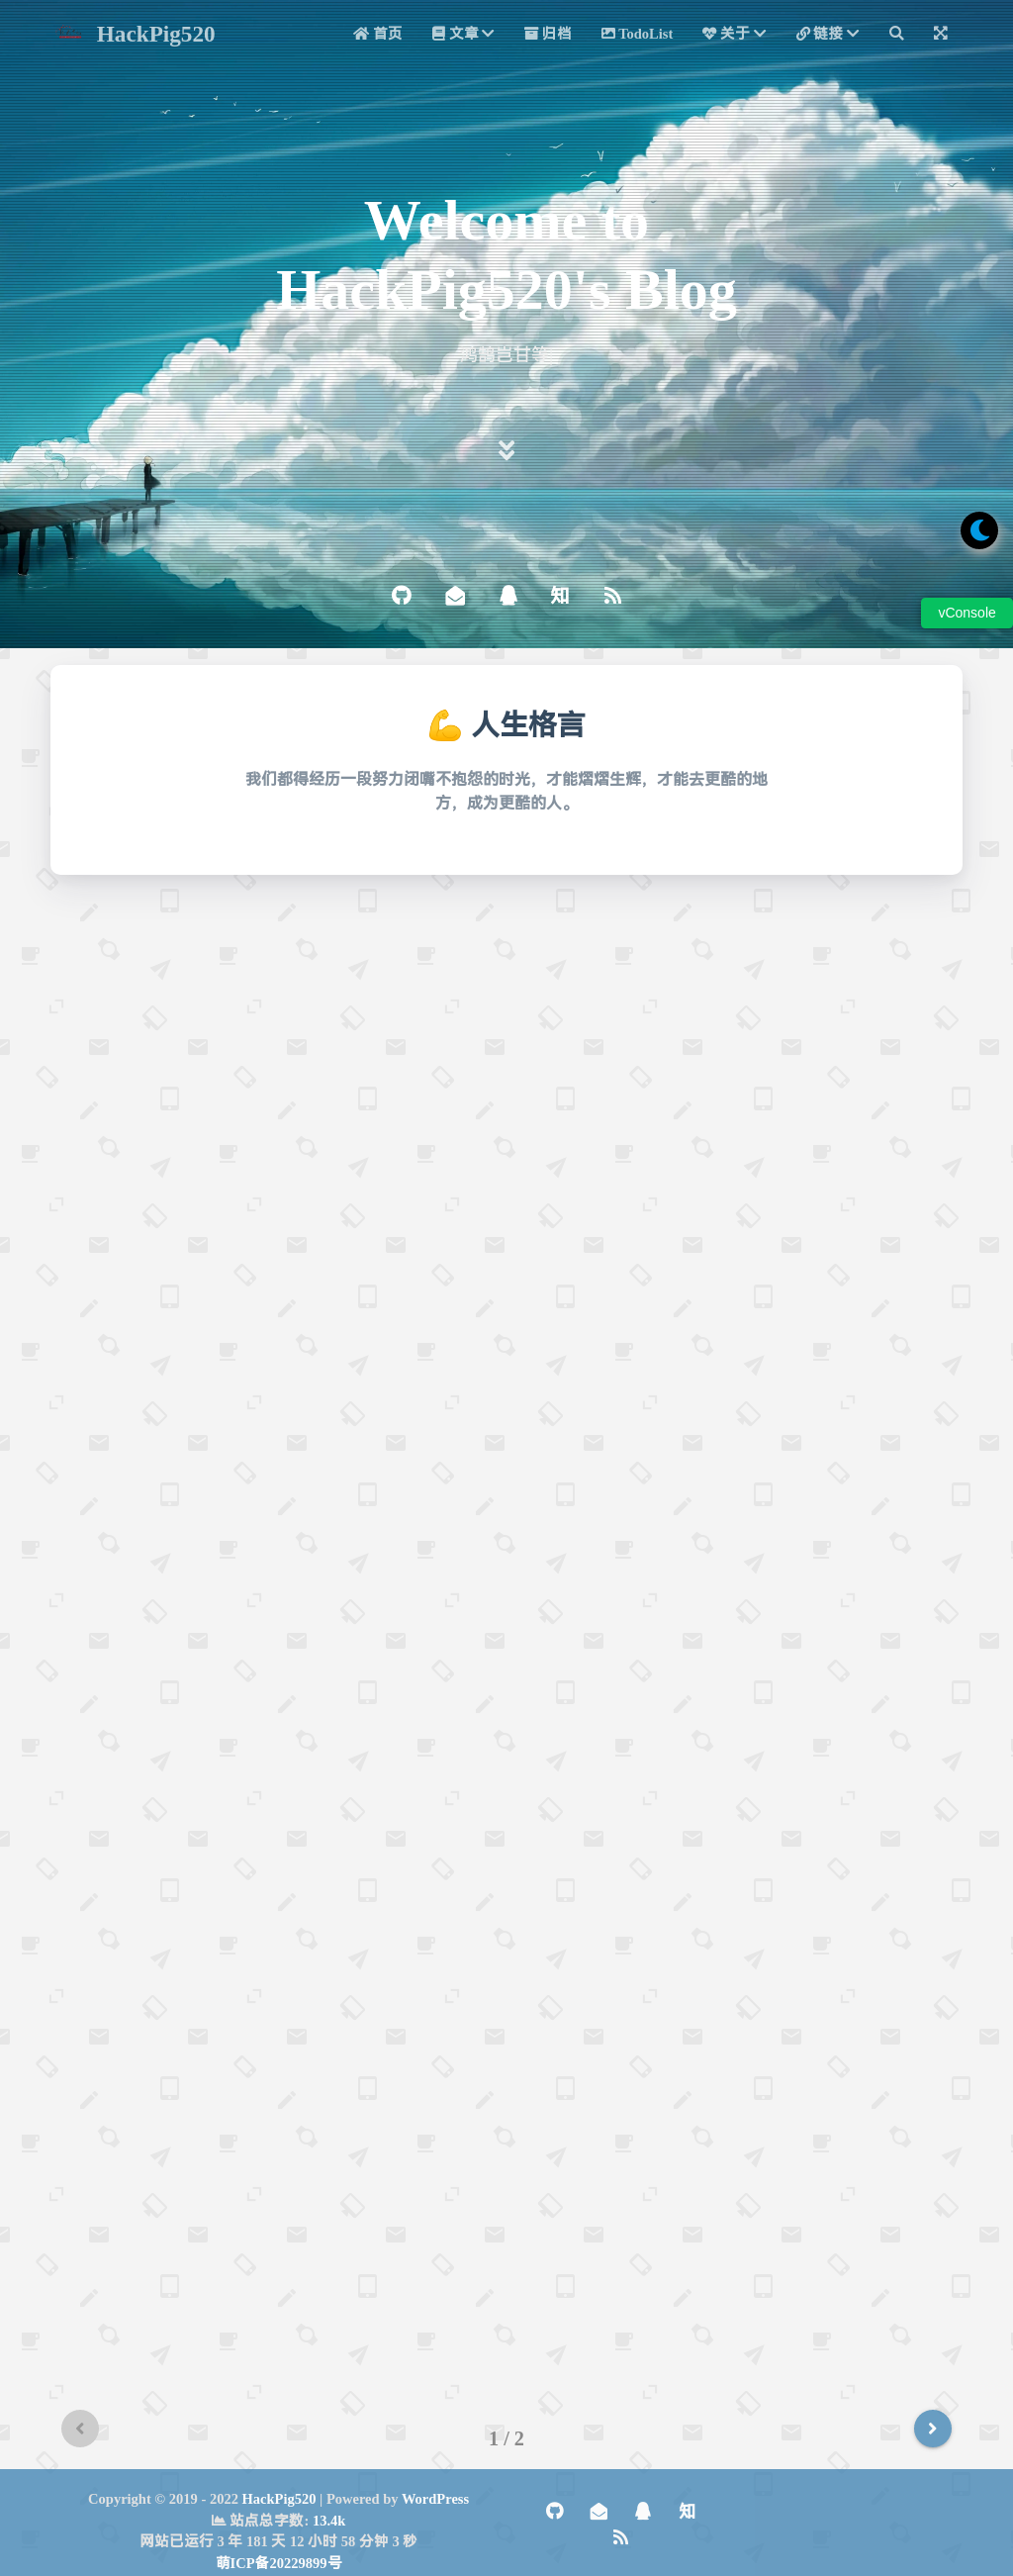 HackPig520
首页 文章 归档 TodoList 关于 链接
Welcome to
HackPig520's Blog
鸿鹄岂甘等
知
vConsole
💪 人生格言
我们都得经历一段努力闭嘴不抱怨的时光，才能熠熠生辉，才能去更酷的地
方，成为更酷的人。
1 / 2
Copyright © 2019 - 2022 HackPig520 | Powered by WordPress
站点总字数: 13.4k
网站已运行 3 年 181 天 12 小时 58 分钟 3 秒
萌ICP备20229899号
知